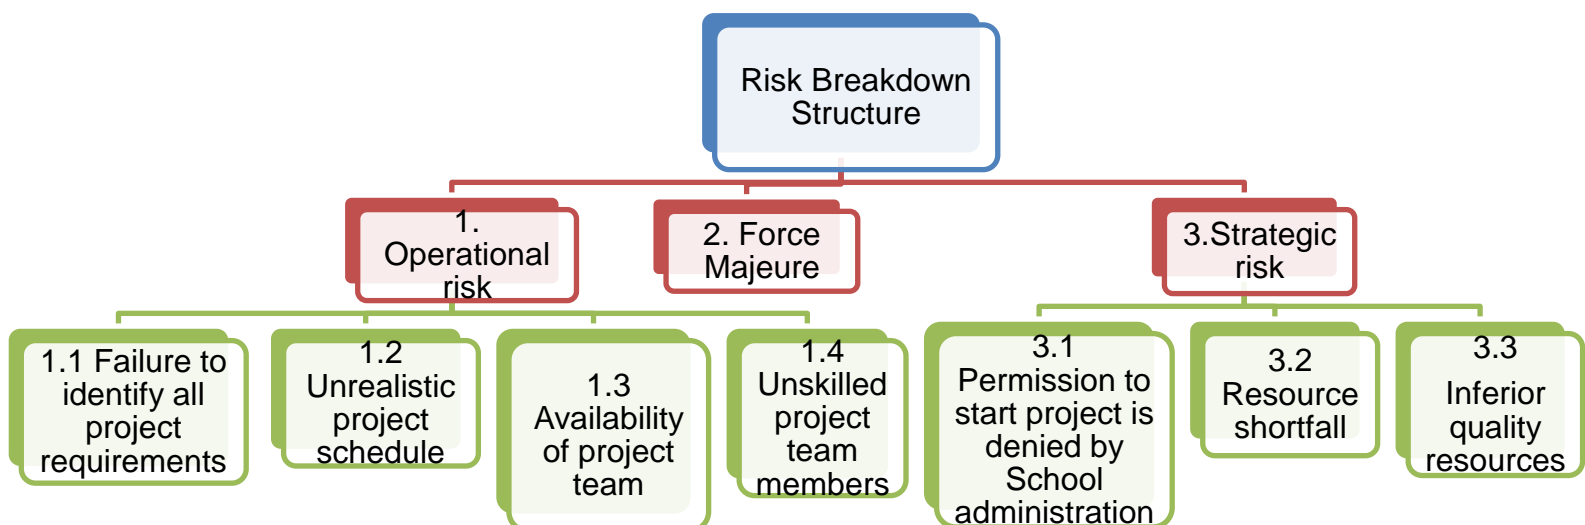 Risk Breakdown
Structure
1.
Operational
risk
2. Force
Majeure
3.Strategic
risk
1.1 Failure to
identify all
project
requirements
1.2
Unrealistic
project
schedule
1.3
Availability
of project
team
1.4
Unskilled
project
team
members
3.1
Permission to
start project is
denied by
School
administration
3.2
Resource
shortfall
3.3
Inferior
quality
resources